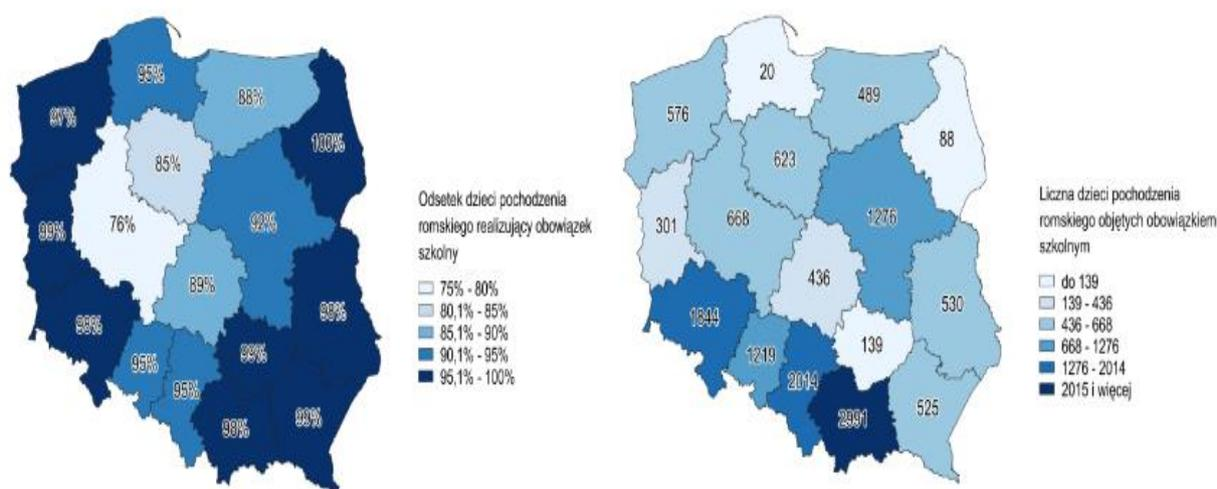 95%
88%
97%
100%
85%
76%
92%
99%
89%
98%
98%
99%
95%
95%
98%
99%
Odsetek dzieci pochodzenia
romskiego realizujący obowiązek
szkolny
75% - 80%
80,1% - 85%
85,1% - 90%
90,1% - 95%
95,1% - 100%
20
489
576
88
623
668
1276
301
436
530
1844
139
1219
2014
2991
525
Liczna dzieci pochodzenia
romskiego objętych obowiązkiem
szkolnym
do 139
139 - 436
436 - 668
668 - 1276
1276 - 2014
2015 i więcej